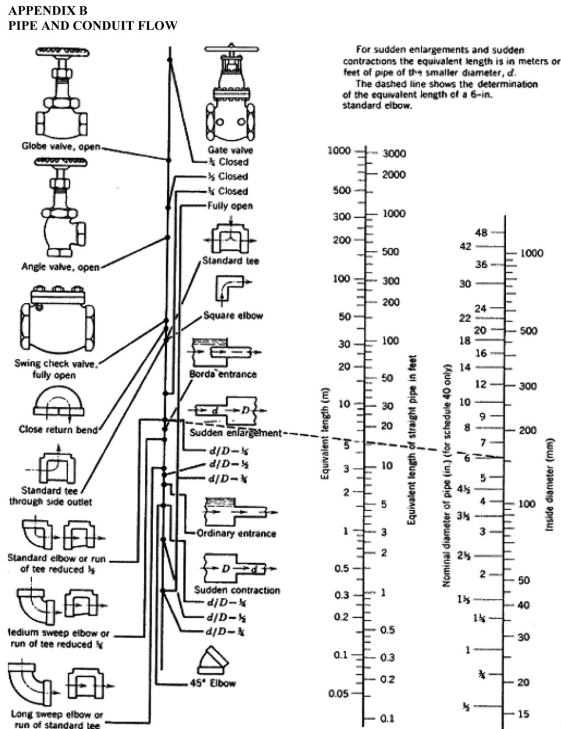 APPENDIX B
PIPE AND CONDUIT FLOW
For sudden enlargements and sudden
contractions the equivalent length is in meters or
feet of pipe of the smaller diameter, d.
The dashed line shows the determination
of the equivalent length of a 6-in.
standard elbow.
Globe valve, open
Gate valve
¾ Closed
½ Closed
¼ Closed
Fully open
Angle valve, open
Standard tee
Square elbow
Swing check valve,
fully open
Borda entrance
Close return bend
d D
Sudden enlargement
d/D–¼
d/D–½
d/D–¾
Standard tee
through side outlet
Ordinary entrance
Standard elbow or run
of tee reduced ½
D d
Sudden contraction
d/D–¼
d/D–½
d/D–¾
Medium sweep elbow or
run of tee reduced ¼
45° Elbow
Long sweep elbow or
run of standard tee
Equivalent length (m)
1000
500
300
200
100
50
30
20
10
5
3
2
1
0.5
0.3
0.2
0.1
0.05
Equivalent length of straight pipe in feet
3000
2000
1000
500
300
200
100
50
30
20
10
5
3
2
1
0.5
0.3
0.2
0.1
Nominal diameter of pipe (in.) (for schedule 40 only)
48
42
36
30
24
22
20
18
16
14
12
10
9
8
7
6
5
4½
4
3½
3
2½
2
1½
1¼
1
¾
½
Inside diameter (mm)
1000
500
300
200
100
50
40
30
20
15